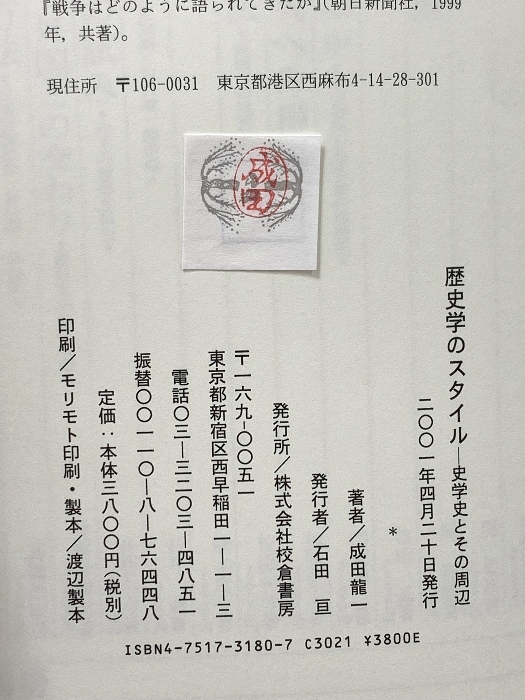 『戦争はどのように語られてきたか』(朝日新聞社, 1999
年, 共著)。
現住所 〒106-0031 東京都港区西麻布4-14-28-301
成田
歴史学のスタイル—史学史とその周辺
二〇〇一年四月二十日発行
*
著者／成田龍一
発行者／石田 亘
発行所／株式会社校倉書房
〒一六九-〇〇五一
東京都新宿区西早稲田一—一—三
電話〇三—三二〇三—四八五一
振替〇〇一一〇—八—七六四四八
定価：本体三八〇〇円（税別）
印刷／モリモト印刷・製本／渡辺製本
ISBN4-7517-3180-7 C3021 ¥3800E